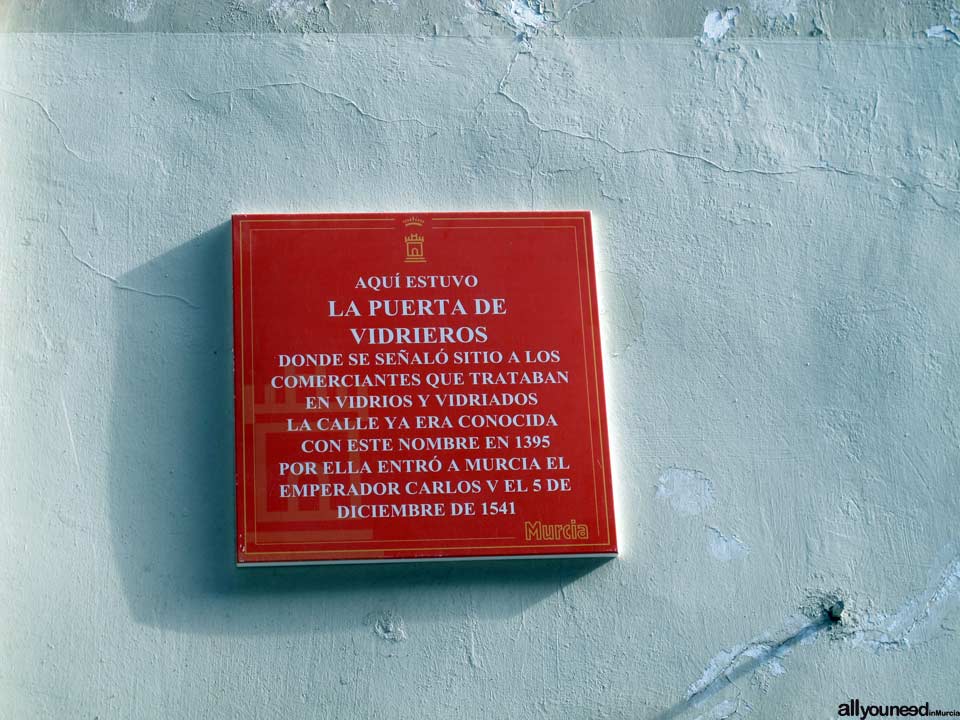 AQUÍ ESTUVO
LA PUERTA DE
VIDRIEROS
DONDE SE SEÑALÓ SITIO A LOS
COMERCIANTES QUE TRATABAN
EN VIDRIOS Y VIDRIADOS
LA CALLE YA ERA CONOCIDA
CON ESTE NOMBRE EN 1395
POR ELLA ENTRÓ A MURCIA EL
EMPERADOR CARLOS V EL 5 DE
DICIEMBRE DE 1541
Murcia
allyouneedinMurcia